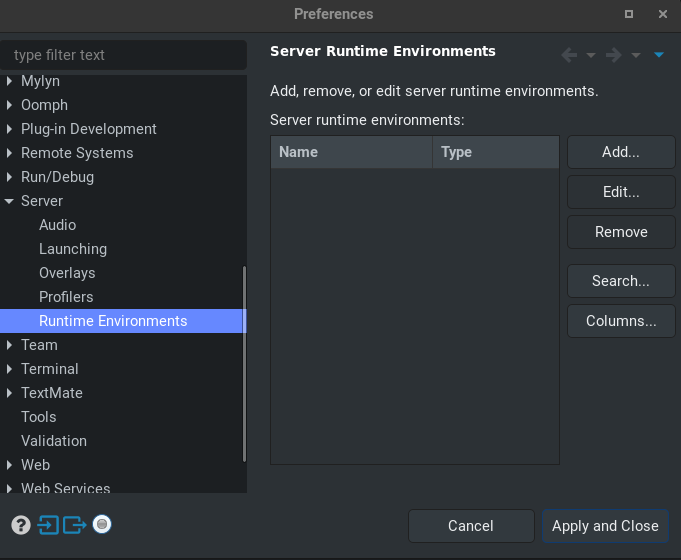 Preferences
type filter text
Mylyn
Oomph
Plug-in Development
Remote Systems
Run/Debug
Server
Audio
Launching
Overlays
Profilers
Runtime Environments
Team
Terminal
TextMate
Tools
Validation
Web
Web Services
Server Runtime Environments
Add, remove, or edit server runtime environments.
Server runtime environments:
Name Type
Add...
Edit...
Remove
Search...
Columns...
?
Cancel
Apply and Close